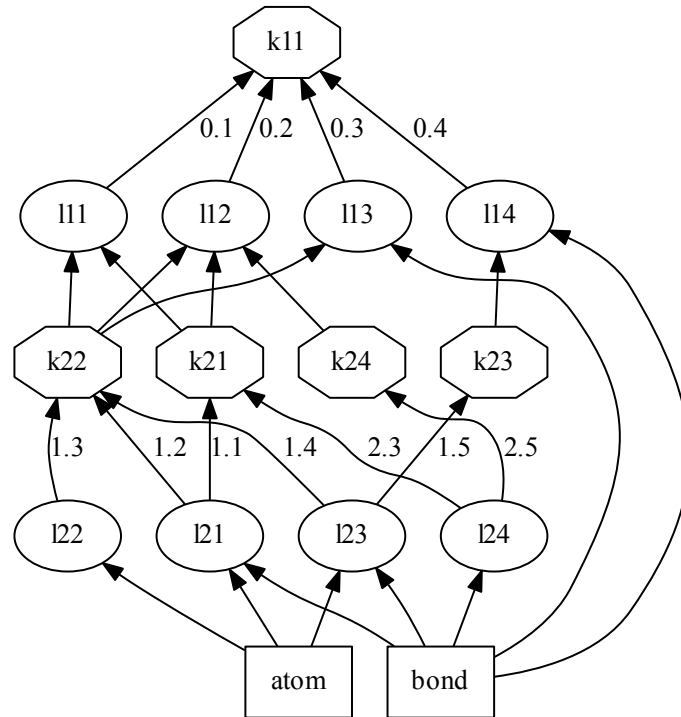 k11
0.1 0.2 0.3 0.4
l11 l12 l13 l14
k22 k21 k24 k23
1.3 1.2 1.1 1.4 2.3 1.5 2.5
l22 l21 l23 l24
atom bond